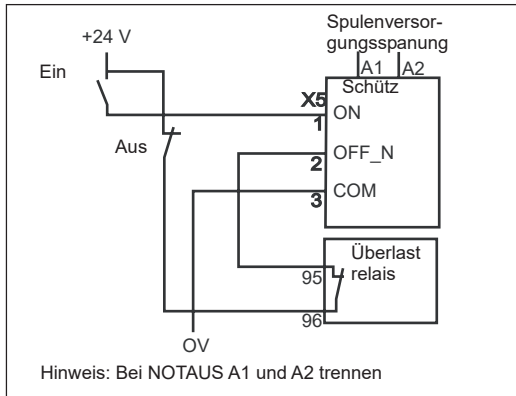 Spulenversor-
gungsspanung
+24 V
A1 A2
Ein
Schütz
X5
1 ON
Aus
2 OFF_N
3 COM
Überlast
relais
95
96
OV
Hinweis: Bei NOTAUS A1 und A2 trennen